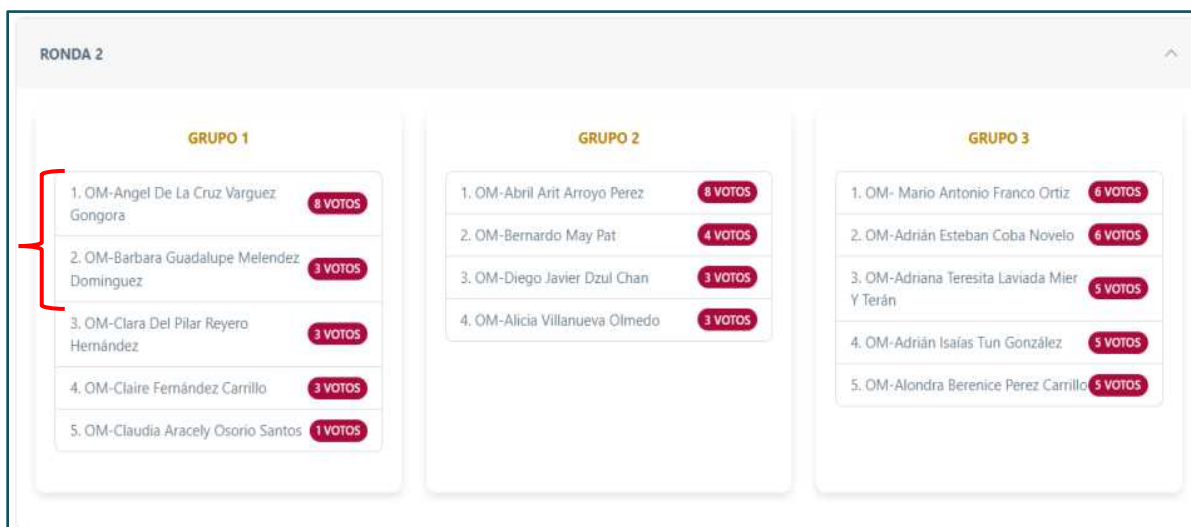 RONDA 2
GRUPO 1
1. OM-Angel De La Cruz Varguez
Gongora
8 VOTOS
2. OM-Barbara Guadalupe Melendez
Dominguez
3 VOTOS
3. OM-Clara Del Pilar Reyero
Hernández
3 VOTOS
4. OM-Claire Fernández Carrillo
3 VOTOS
5. OM-Claudia Aracely Osorio Santos
1 VOTOS
GRUPO 2
1. OM-Abril Arit Arroyo Perez
8 VOTOS
2. OM-Bernardo May Pat
4 VOTOS
3. OM-Diego Javier Dzul Chan
3 VOTOS
4. OM-Alicia Villanueva Olmedo
3 VOTOS
GRUPO 3
1. OM- Mario Antonio Franco Ortiz
6 VOTOS
2. OM-Adrián Esteban Coba Novelo
6 VOTOS
3. OM-Adriana Teresita Laviada Mier
Y Terán
5 VOTOS
4. OM-Adrián Isaías Tun González
5 VOTOS
5. OM-Alondra Berenice Perez Carrillo
5 VOTOS